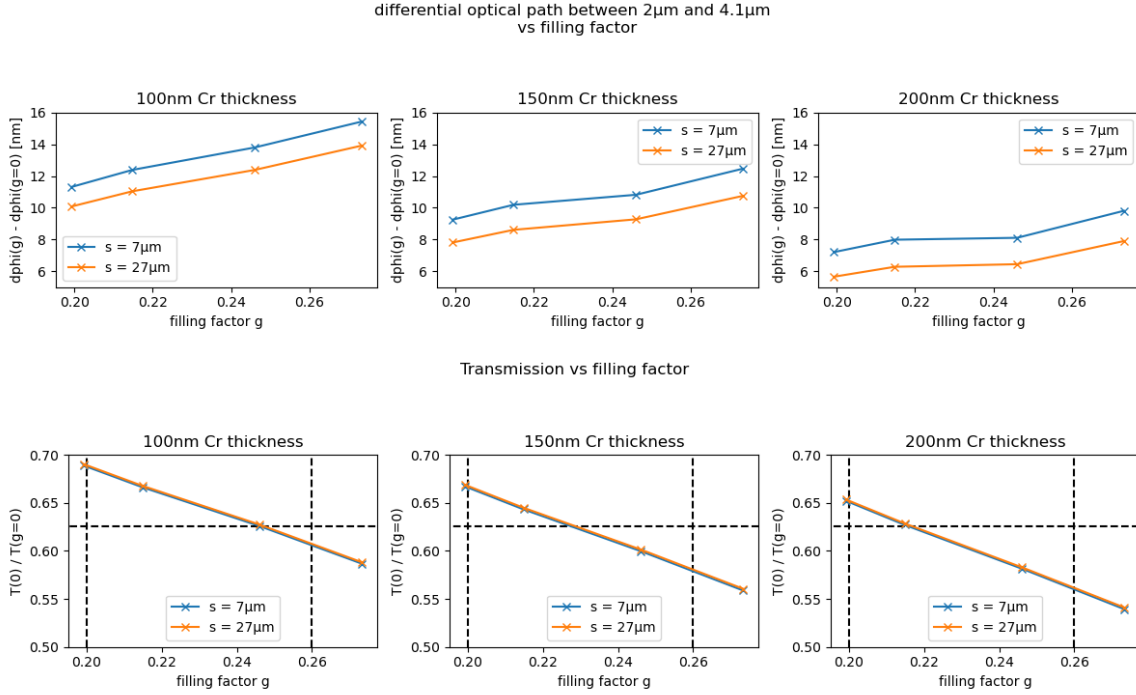 differential optical path between 2μm and 4.1μm
vs filling factor
100nm Cr thickness
150nm Cr thickness
200nm Cr thickness
dphi(g) - dphi(g=0) [nm]
16
14
12
10
8
6
s = 7μm
s = 27μm
0.20 0.22 0.24 0.26
filling factor g
dphi(g) - dphi(g=0) [nm]
16
14
12
10
8
6
s = 7μm
s = 27μm
0.20 0.22 0.24 0.26
filling factor g
dphi(g) - dphi(g=0) [nm]
16
14
12
10
8
6
s = 7μm
s = 27μm
0.20 0.22 0.24 0.26
filling factor g
Transmission vs filling factor
100nm Cr thickness
150nm Cr thickness
200nm Cr thickness
T(0) / T(g=0)
0.70
0.65
0.60
0.55
0.50
s = 7μm
s = 27μm
0.20 0.22 0.24 0.26
filling factor g
T(0) / T(g=0)
0.70
0.65
0.60
0.55
0.50
s = 7μm
s = 27μm
0.20 0.22 0.24 0.26
filling factor g
T(0) / T(g=0)
0.70
0.65
0.60
0.55
0.50
s = 7μm
s = 27μm
0.20 0.22 0.24 0.26
filling factor g